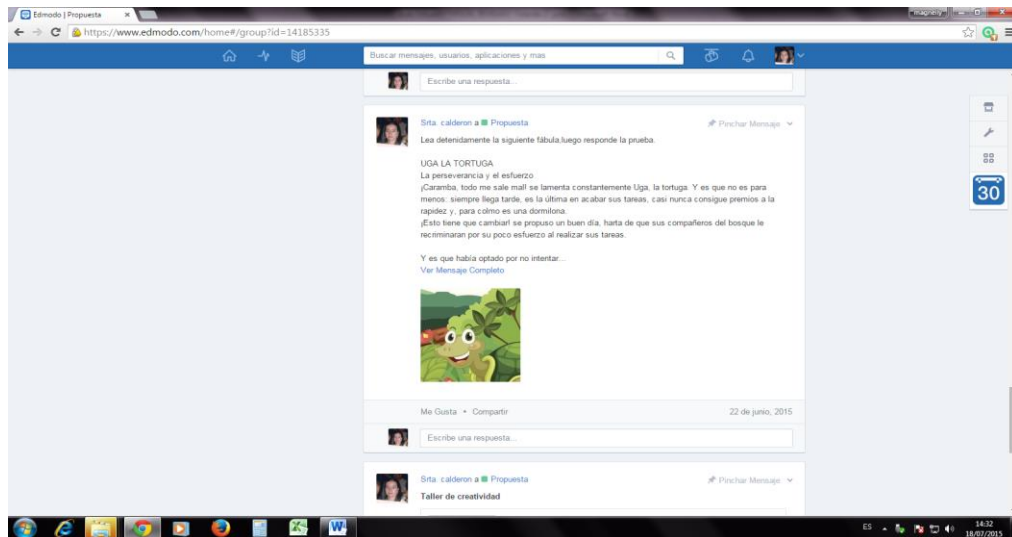 Edmodo | Propuesta
https://www.edmodo.com/home#/group?id=14185335
Buscar mensajes, usuarios, aplicaciones y mas
Escribe una respuesta...
Srta. calderon a Propuesta
Pinchar Mensaje
Lea detenidamente la siguiente fábula,luego responde la prueba.
UGA LA TORTUGA
La perseverancia y el esfuerzo
¡Caramba, todo me sale mal! se lamenta constantemente Uga, la tortuga. Y es que no es para
menos: siempre llega tarde, es la última en acabar sus tareas, casi nunca consigue premios a la
rapidez y, para colmo es una dormilona.
¡Esto tiene que cambiar! se propuso un buen día, harta de que sus compañeros del bosque le
recriminaran por su poco esfuerzo al realizar sus tareas.
Y es que había optado por no intentar...
Ver Mensaje Completo
30
Me Gusta • Compartir
22 de junio, 2015
Escribe una respuesta...
Srta. calderon a Propuesta
Pinchar Mensaje
Taller de creatividad
ES
14:32
18/07/2015